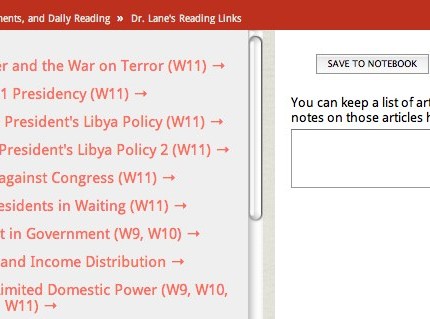 ments, and Daily Reading » Dr. Lane's Reading Links
er and the War on Terror (W11) →
1 Presidency (W11) →
President's Libya Policy (W11) →
President's Libya Policy 2 (W11) →
against Congress (W11) →
esidents in Waiting (W11) →
t in Government (W9, W10) →
and Income Distribution →
imited Domestic Power (W9, W10,
W11) →
SAVE TO NOTEBOOK
You can keep a list of art
notes on those articles h